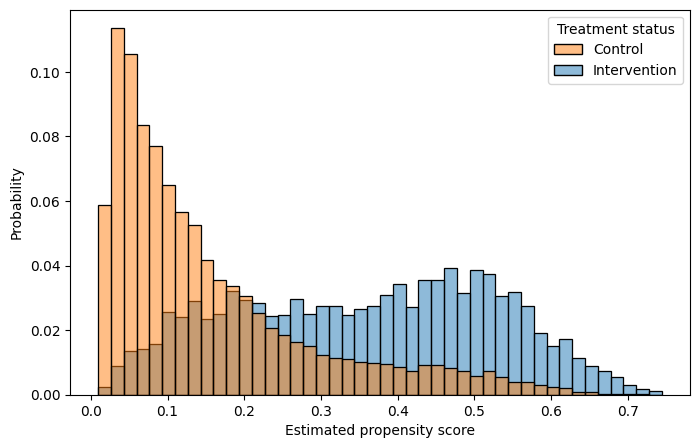 Treatment status
Control
Intervention
Probability
0.10
0.08
0.06
0.04
0.02
0.00
0.0 0.1 0.2 0.3 0.4 0.5 0.6 0.7
Estimated propensity score